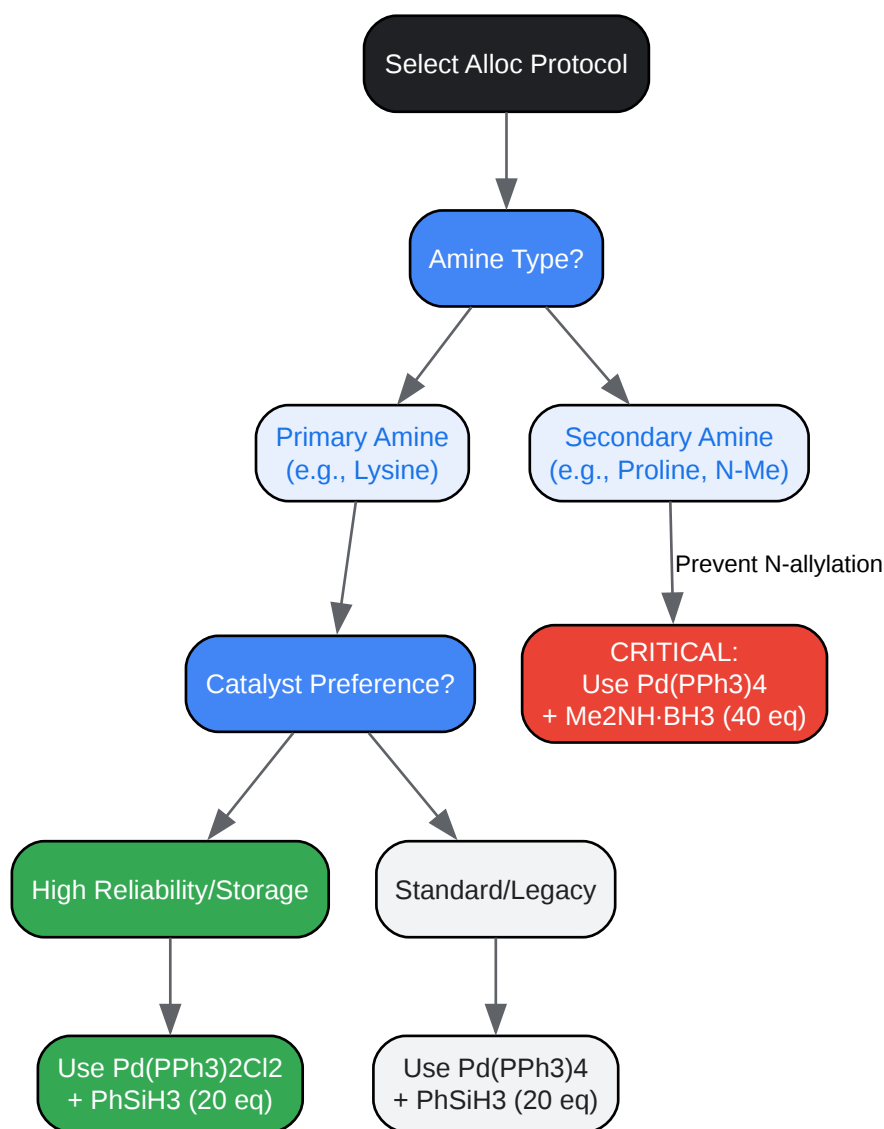 Select Alloc Protocol
Amine Type?
Primary Amine
(e.g., Lysine)
Secondary Amine
(e.g., Proline, N-Me)
Prevent N-allylation
Catalyst Preference?
CRITICAL:
Use Pd(PPh3)4
+ Me2NH·BH3 (40 eq)
High Reliability/Storage
Standard/Legacy
Use Pd(PPh3)2Cl2
+ PhSiH3 (20 eq)
Use Pd(PPh3)4
+ PhSiH3 (20 eq)